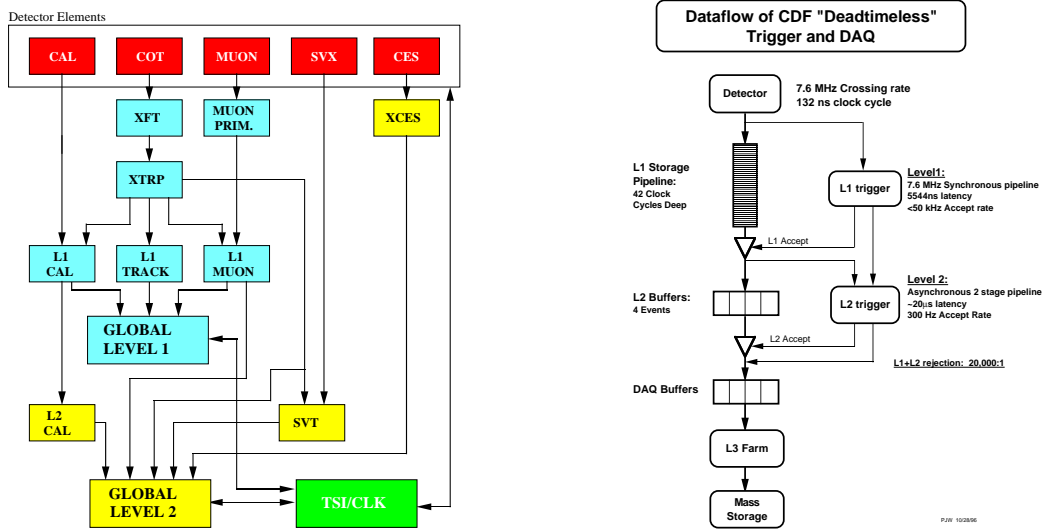 Detector Elements
CAL
COT
MUON
SVX
CES
XFT
MUON
PRIM.
XCES
XTRP
L1
CAL
L1
TRACK
L1
MUON
GLOBAL
LEVEL 1
L2
CAL
SVT
GLOBAL
LEVEL 2
TSI/CLK
Dataflow of CDF "Deadtimeless"
Trigger and DAQ
Detector
7.6 MHz Crossing rate
132 ns clock cycle
L1 Storage
Pipeline:
42 Clock
Cycles Deep
L1 trigger
Level1:
7.6 MHz Synchronous pipeline
5544ns latency
<50 kHz Accept rate
L1 Accept
L2 Buffers:
4 Events
L2 trigger
Level 2:
Asynchronous 2 stage pipeline
~20µs latency
300 Hz Accept Rate
L2 Accept
L1+L2 rejection: 20,000:1
DAQ Buffers
L3 Farm
Mass
Storage
PJW 10/28/96